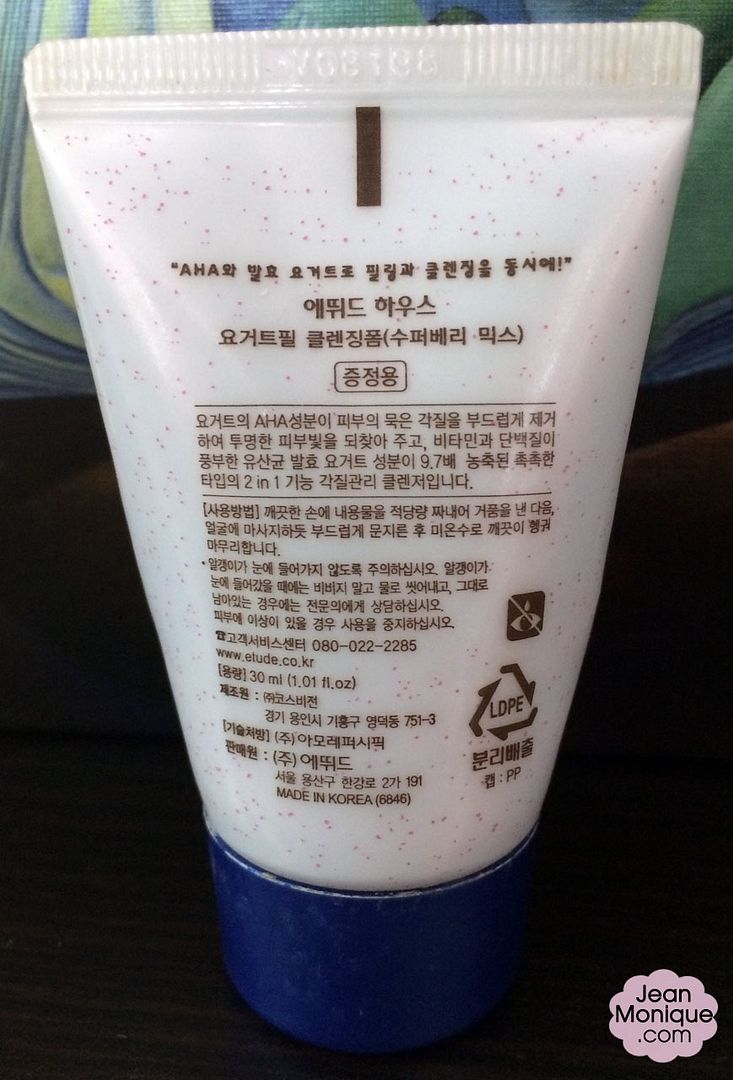 "AHA와 발효 요거트로 필링과 클렌징을 동시에!"
에뛰드 하우스
요거트필 클렌징폼(수퍼베리 믹스)
증정용
요거트의 AHA성분이 피부의 묵은 각질을 부드럽게 제거
하여 투명한 피부빛을 되찾아 주고, 비타민과 단백질이
풍부한 유산균 발효 요거트 성분이 9.7배 농축된 촉촉한
타입의 2 in 1 기능 각질관리 클렌저입니다.
[사용방법] 깨끗한 손에 내용물을 적당량 짜내어 거품을 낸 다음,
얼굴에 마사지하듯 부드럽게 문지른 후 미온수로 깨끗이 헹궈
마무리합니다.
• 알갱이가 눈에 들어가지 않도록 주의하십시오. 알갱이가
눈에 들어갔을 때에는 비비지 말고 물로 씻어내고, 그대로
남아있는 경우에는 전문의에게 상담하십시오.
피부에 이상이 있을 경우 사용을 중지하십시오.
☎고객서비스센터 080-022-2285
www.etude.co.kr
[용량] 30 ml (1.01 fl.oz)
제조원 : ㈜코스비전
경기 용인시 기흥구 영덕동 751-3
[기술처방] (주)아모레퍼시픽
판매원 : (주)에뛰드
서울 용산구 한강로 2가 191
MADE IN KOREA (6846)
LDPE
분리배출
캡 : PP
Jean
Monique
.com